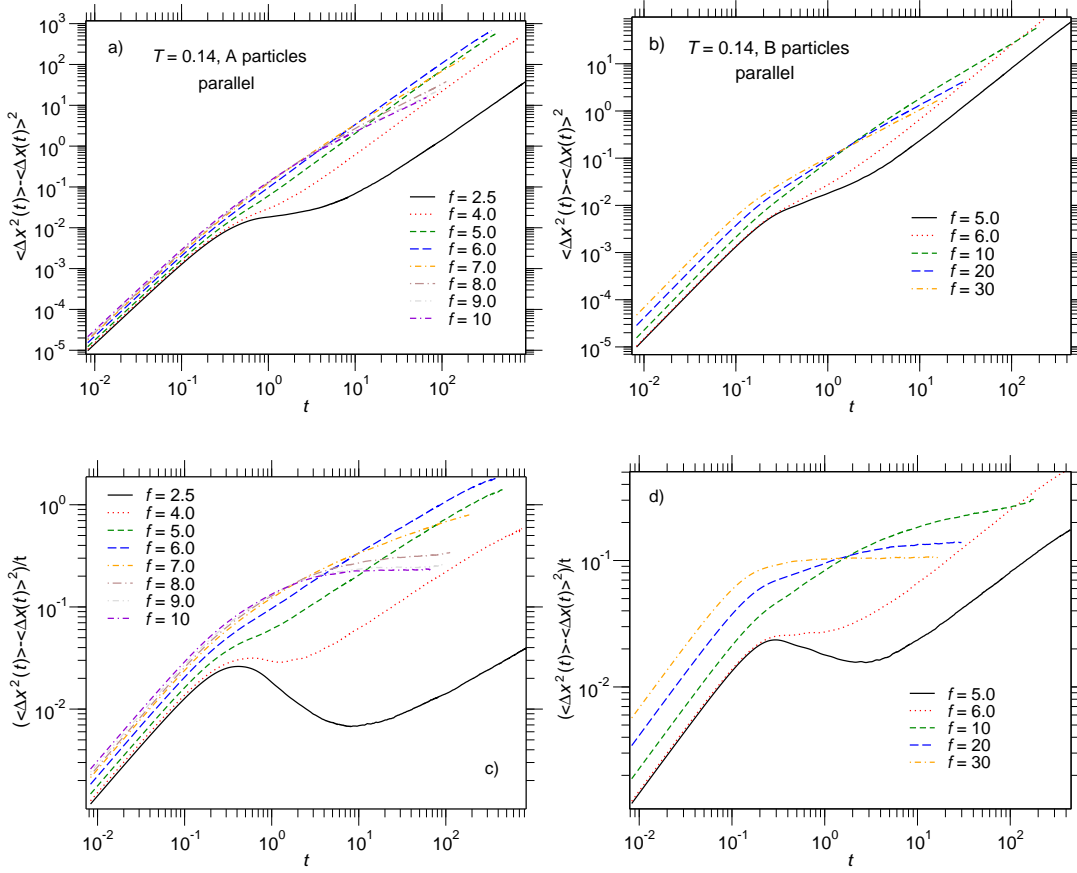 a)
T = 0.14, A particles
parallel
<Δx²(t)>-<Δx(t)>²
10³
10²
10¹
10⁰
10⁻¹
10⁻²
10⁻³
10⁻⁴
10⁻⁵
f = 2.5
f = 4.0
f = 5.0
f = 6.0
f = 7.0
f = 8.0
f = 9.0
f = 10
10⁻² 10⁻¹ 10⁰ 10¹ 10²
t
b)
T = 0.14, B particles
parallel
<Δx²(t)>-<Δx(t)>²
10¹
10⁰
10⁻¹
10⁻²
10⁻³
10⁻⁴
10⁻⁵
f = 5.0
f = 6.0
f = 10
f = 20
f = 30
10⁻² 10⁻¹ 10⁰ 10¹ 10²
t
c)
(<Δx²(t)>-<Δx(t)>²)/t
10⁰
10⁻¹
10⁻²
f = 2.5
f = 4.0
f = 5.0
f = 6.0
f = 7.0
f = 8.0
f = 9.0
f = 10
10⁻² 10⁻¹ 10⁰ 10¹ 10²
t
d)
(<Δx²(t)>-<Δx(t)>²)/t
10⁻¹
10⁻²
f = 5.0
f = 6.0
f = 10
f = 20
f = 30
10⁻² 10⁻¹ 10⁰ 10¹ 10²
t